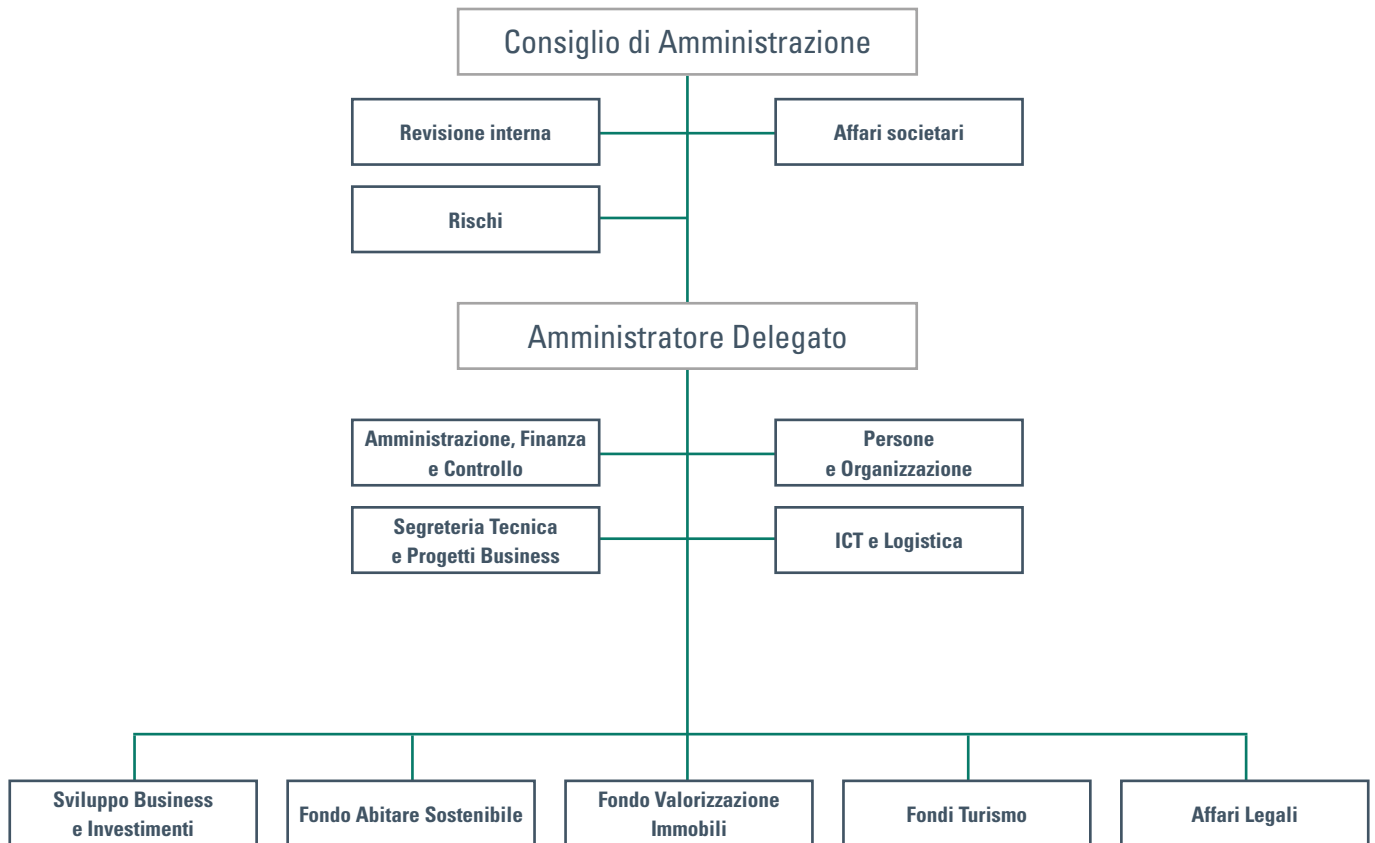 Consiglio di Amministrazione
Revisione interna
Affari societari
Rischi
Amministratore Delegato
Amministrazione, Finanza
e Controllo
Persone
e Organizzazione
Segreteria Tecnica
e Progetti Business
ICT e Logistica
Sviluppo Business
e Investimenti
Fondo Abitare Sostenibile
Fondo Valorizzazione
Immobili
Fondi Turismo
Affari Legali